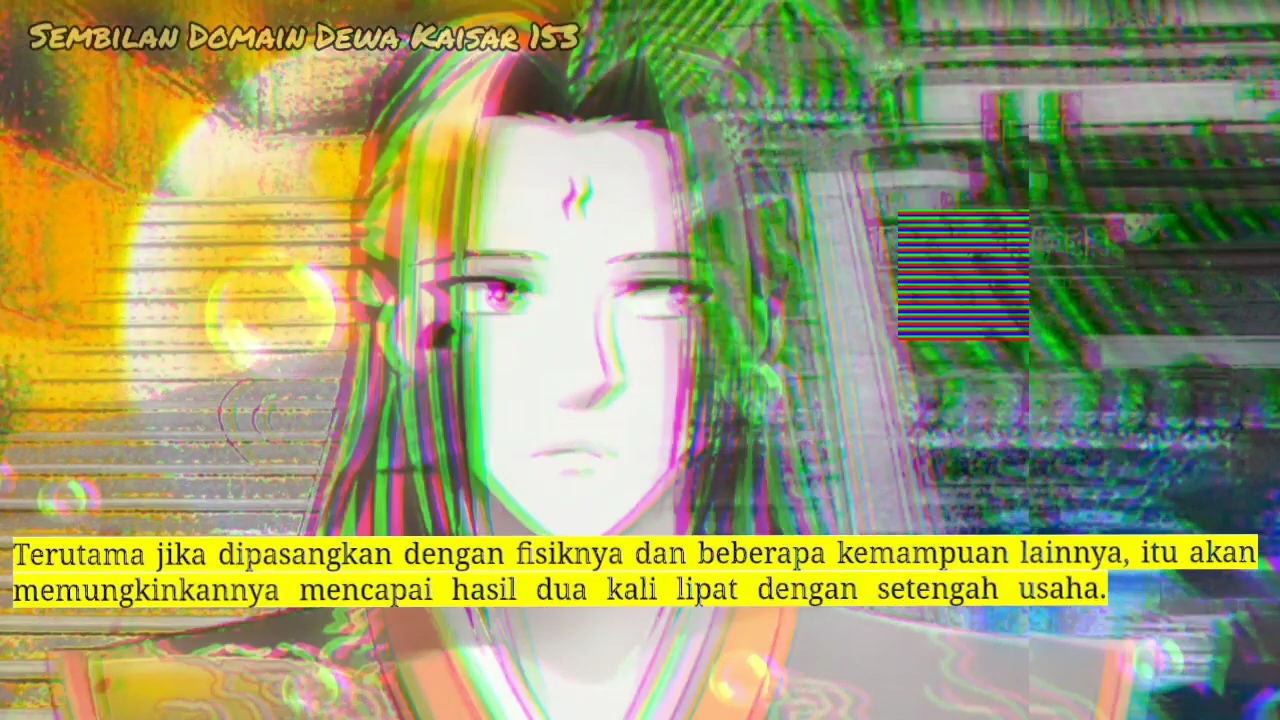 Sembilan Domain Dewa Kaisar 153
Terutama jika dipasangkan dengan fisiknya dan beberapa kemampuan lainnya, itu akan
memungkinkannya mencapai hasil dua kali lipat dengan setengah usaha.